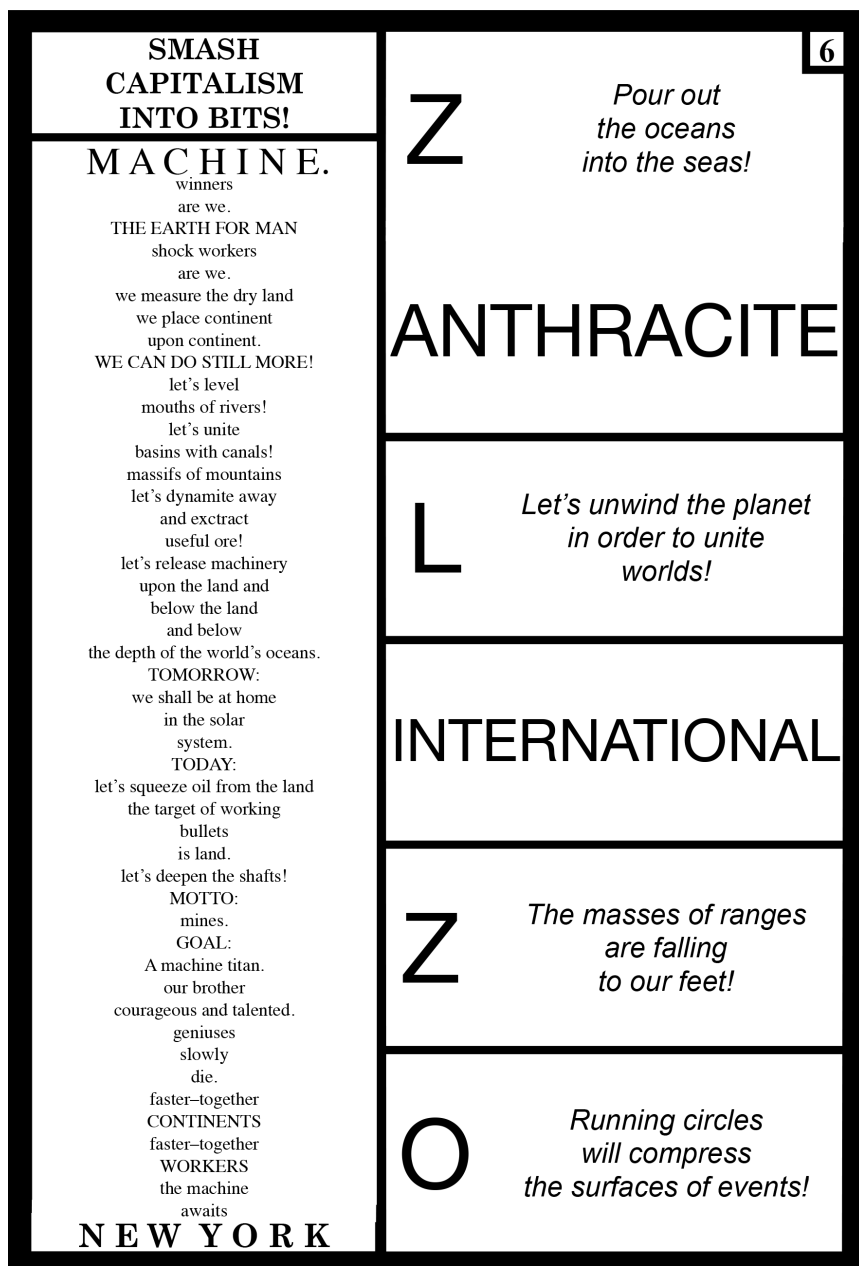 SMASH
CAPITALISM
INTO BITS!
MACHINE.
winners
are we.
THE EARTH FOR MAN
shock workers
are we.
we measure the dry land
we place continent
upon continent.
WE CAN DO STILL MORE!
let's level
mouths of rivers!
let's unite
basins with canals!
massifs of mountains
let's dynamite away
and exctract
useful ore!
let's release machinery
upon the land and
below the land
and below
the depth of the world's oceans.
TOMORROW:
we shall be at home
in the solar
system.
TODAY:
let's squeeze oil from the land
the target of working
bullets
is land.
let's deepen the shafts!
MOTTO:
mines.
GOAL:
A machine titan.
our brother
courageous and talented.
geniuses
slowly
die.
faster–together
CONTINENTS
faster–together
WORKERS
the machine
awaits
NEW YORK
6
Z
Pour out
the oceans
into the seas!
ANTHRACITE
L
Let's unwind the planet
in order to unite
worlds!
INTERNATIONAL
Z
The masses of ranges
are falling
to our feet!
O
Running circles
will compress
the surfaces of events!